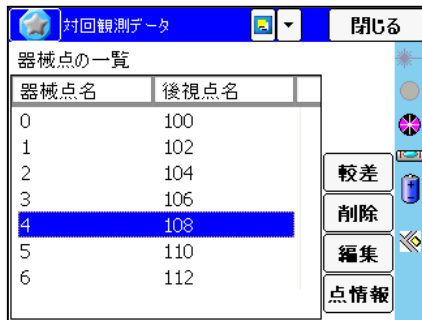 対回観測データ
閉じる
器械点の一覧
器械点名 後視点名
0 100
1 102
2 104
3 106
4 108
5 110
6 112
較差
削除
編集
点情報